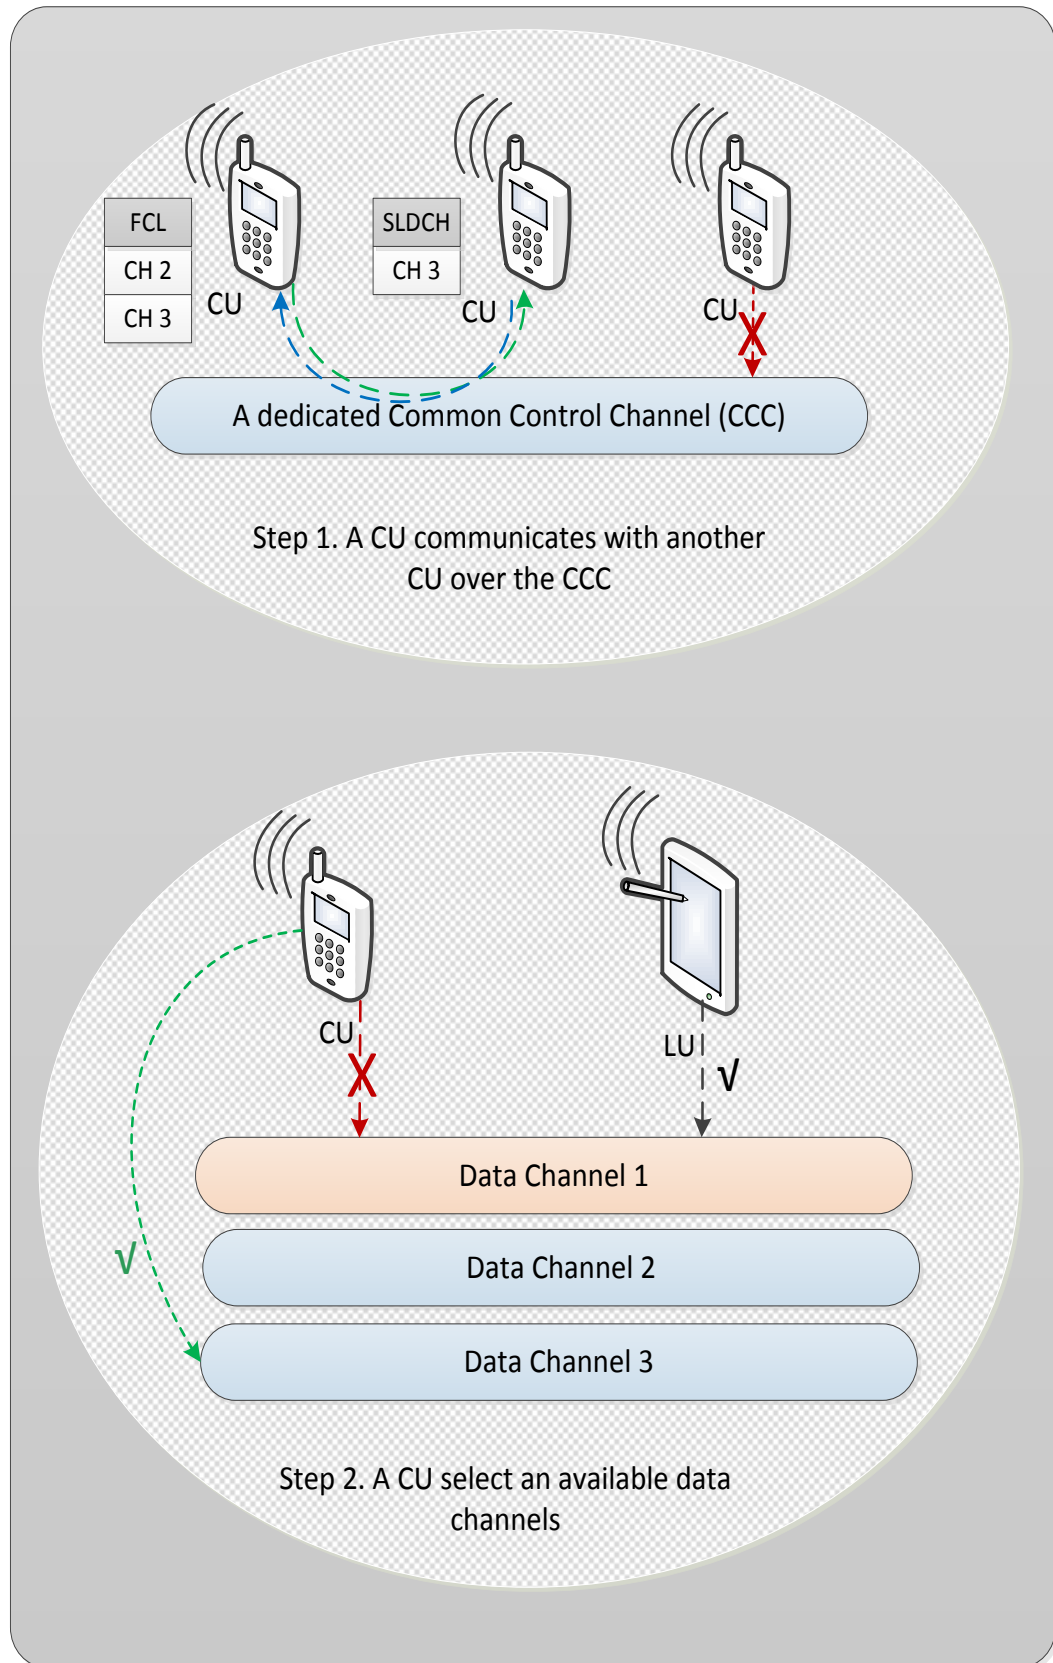 FCL
CH 2
CH 3
CU
SLDCH
CH 3
CU
CU
X
A dedicated Common Control Channel (CCC)
Step 1. A CU communicates with another
CU over the CCC
CU
X
LU
√
Data Channel 1
√
Data Channel 2
Data Channel 3
Step 2. A CU select an available data
channels